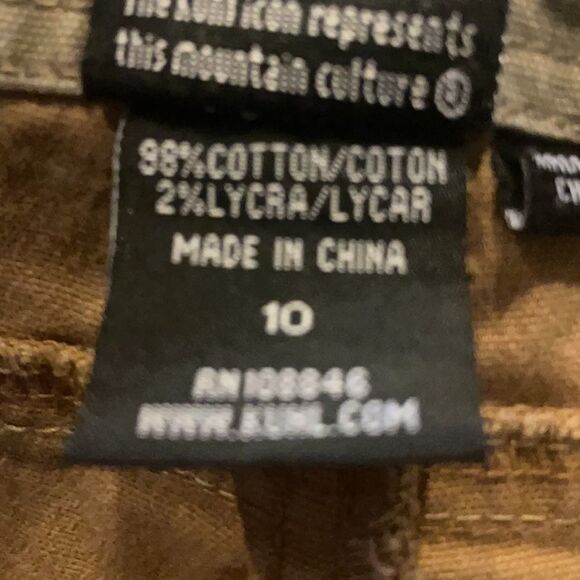 The KUHL icon represents
this mountain culture ®
98%COTTON/COTON
2%LYCRA/LYCAR
MADE IN CHINA
10
RN108846
WWW.KUHL.COM